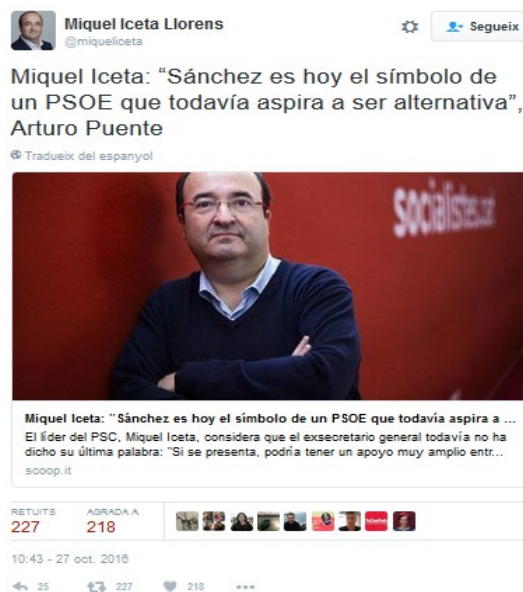 Miquel Iceta Llorens
@miqueliceta
Segueix
Miquel Iceta: “Sánchez es hoy el símbolo de
un PSOE que todavía aspira a ser alternativa”,
Arturo Puente
Tradueix del espanyol
socialistes.cat
Miquel Iceta: “Sánchez es hoy el símbolo de un PSOE que todavía aspira a ...
El líder del PSC, Miquel Iceta, considera que el exsecretario general todavía no ha
dicho su última palabra: "Si se presenta, podría tener un apoyo muy amplio entr...
scoop.it
RETUITS AGRADA A
227 218
10:43 - 27 oct. 2016
25 227 218